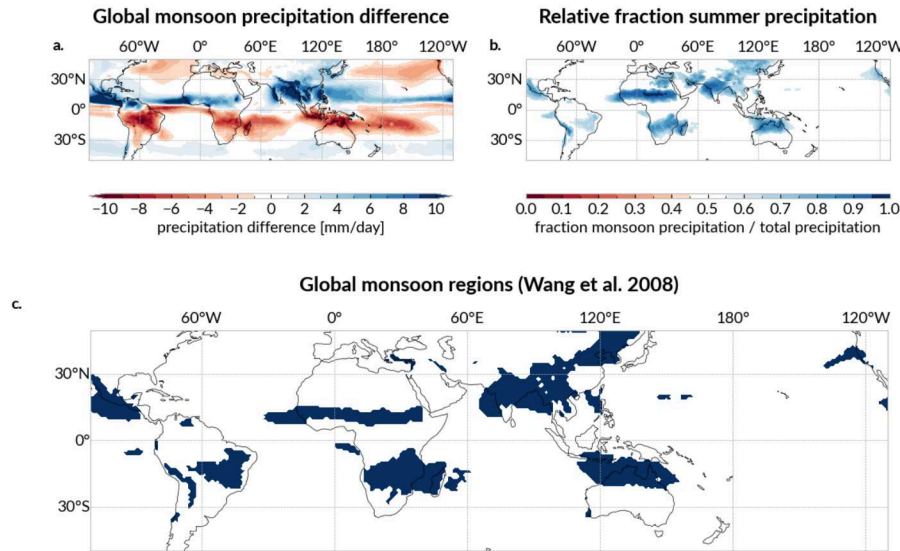 Global monsoon precipitation difference
a.
60°W 0° 60°E 120°E 180° 120°W
30°N
0°
30°S
−10 −8 −6 −4 −2 0 2 4 6 8 10
precipitation difference [mm/day]
Relative fraction summer precipitation
b.
60°W 0° 60°E 120°E 180° 120°W
30°N
0°
30°S
0.0 0.1 0.2 0.3 0.4 0.5 0.6 0.7 0.8 0.9 1.0
fraction monsoon precipitation / total precipitation
Global monsoon regions (Wang et al. 2008)
c.
60°W 0° 60°E 120°E 180° 120°W
30°N
0°
30°S